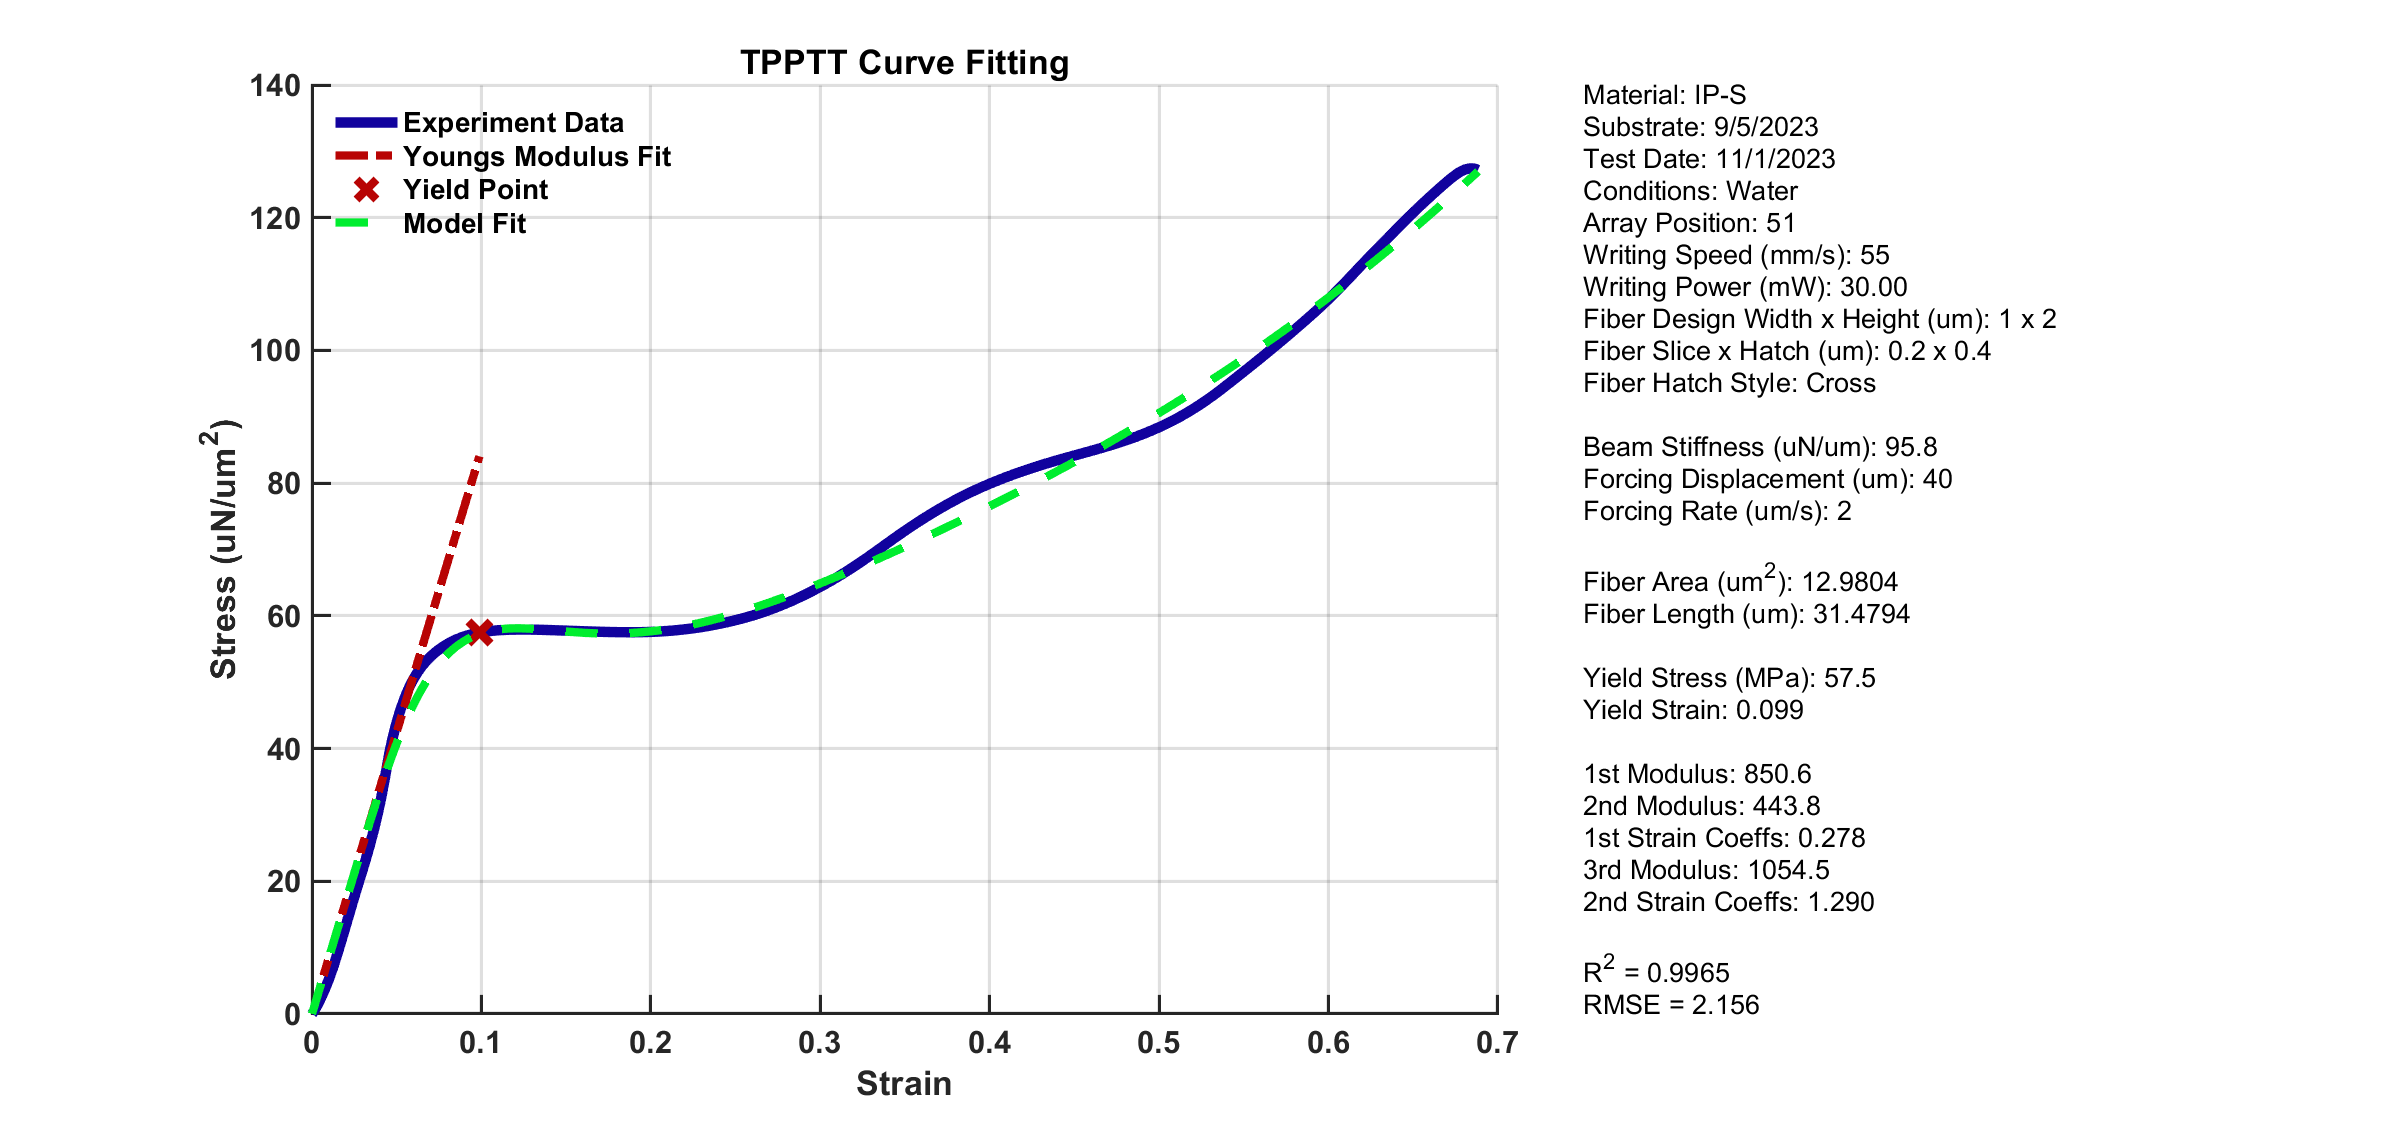 TPPTT Curve Fitting
140
120
100
80
60
40
20
0
Stress (uN/um²)
Experiment Data
Youngs Modulus Fit
Yield Point
Model Fit
0 0.1 0.2 0.3 0.4 0.5 0.6 0.7
Strain
Material: IP-S
Substrate: 9/5/2023
Test Date: 11/1/2023
Conditions: Water
Array Position: 51
Writing Speed (mm/s): 55
Writing Power (mW): 30.00
Fiber Design Width x Height (um): 1 x 2
Fiber Slice x Hatch (um): 0.2 x 0.4
Fiber Hatch Style: Cross
Beam Stiffness (uN/um): 95.8
Forcing Displacement (um): 40
Forcing Rate (um/s): 2
Fiber Area (um²): 12.9804
Fiber Length (um): 31.4794
Yield Stress (MPa): 57.5
Yield Strain: 0.099
1st Modulus: 850.6
2nd Modulus: 443.8
1st Strain Coeffs: 0.278
3rd Modulus: 1054.5
2nd Strain Coeffs: 1.290
R² = 0.9965
RMSE = 2.156